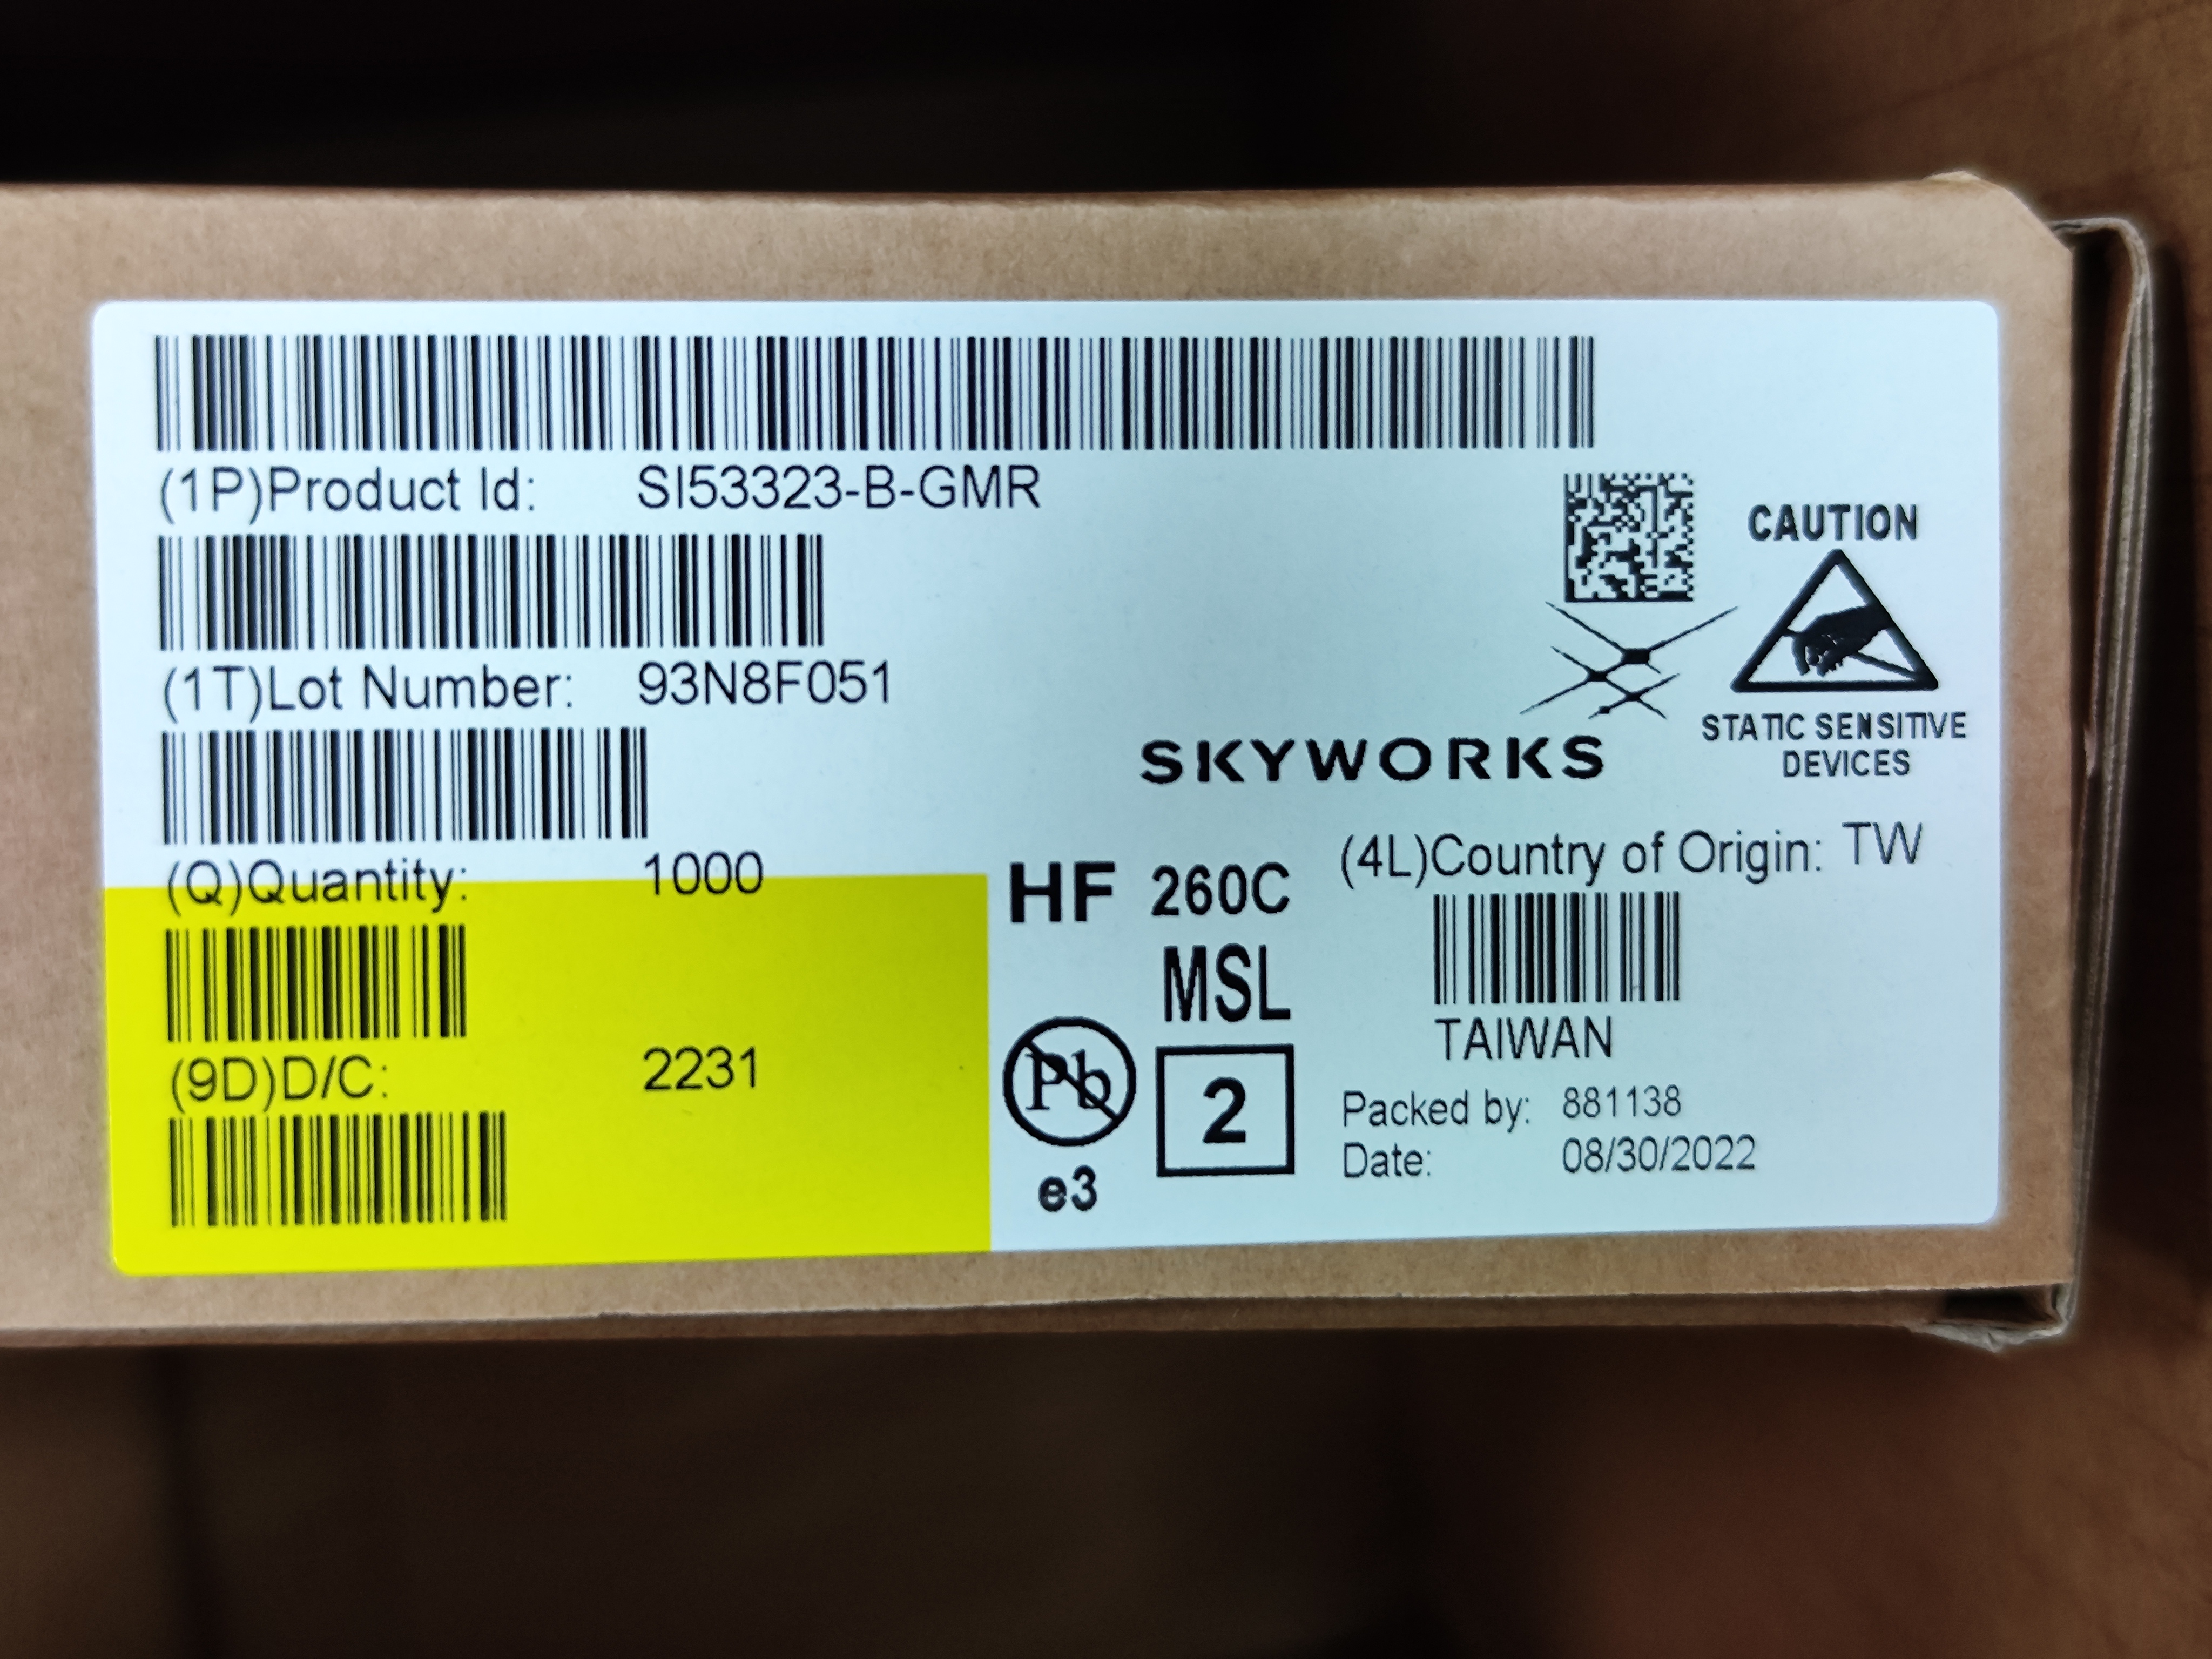 (1P)Product Id: SI53323-B-GMR
(1T)Lot Number: 93N8F051
(Q)Quantity: 1000
(9D)D/C: 2231
CAUTION
STATIC SENSITIVE
DEVICES
SKYWORKS
HF 260C
MSL
2
Pb
e3
(4L)Country of Origin: TW
TAIWAN
Packed by: 881138
Date: 08/30/2022